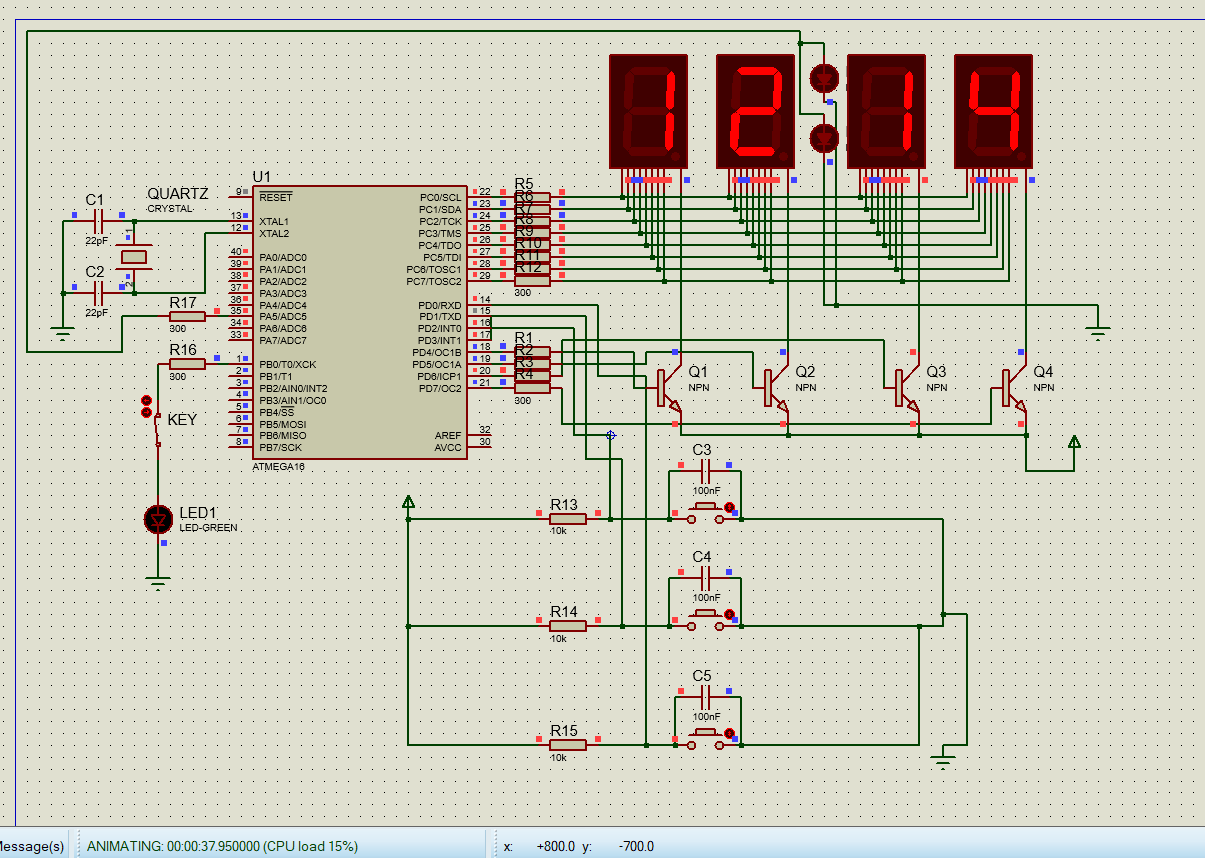 12 14
U1
C1
22pF
C2
22pF
QUARTZ
CRYSTAL
1
2
R17
300
R16
300
KEY
LED1
LED-GREEN
9 RESET
13 XTAL1
12 XTAL2
40 PA0/ADC0
39 PA1/ADC1
38 PA2/ADC2
37 PA3/ADC3
36 PA4/ADC4
35 PA5/ADC5
34 PA6/ADC6
33 PA7/ADC7
1 PB0/T0/XCK
2 PB1/T1
3 PB2/AIN0/INT2
4 PB3/AIN1/OC0
5 PB4/SS
6 PB5/MOSI
7 PB6/MISO
8 PB7/SCK
PC0/SCL 22
PC1/SDA 23
PC2/TCK 24
PC3/TMS 25
PC4/TDO 26
PC5/TDI 27
PC6/TOSC1 28
PC7/TOSC2 29
PD0/RXD 14
PD1/TXD 15
PD2/INT0 16
PD3/INT1 17
PD4/OC1B 18
PD5/OC1A 19
PD6/ICP1 20
PD7/OC2 21
AREF 32
AVCC 30
ATMEGA16
R5
R6
R7
R8
R9
R10
R11
R12
300
R1
R2
R3
R4
300
Q1
NPN
Q2
NPN
Q3
NPN
Q4
NPN
C3
100nF
R13
10k
C4
100nF
R14
10k
C5
100nF
R15
10k
Message(s)
ANIMATING: 00:00:37.950000 (CPU load 15%)
x: +800.0 y: -700.0